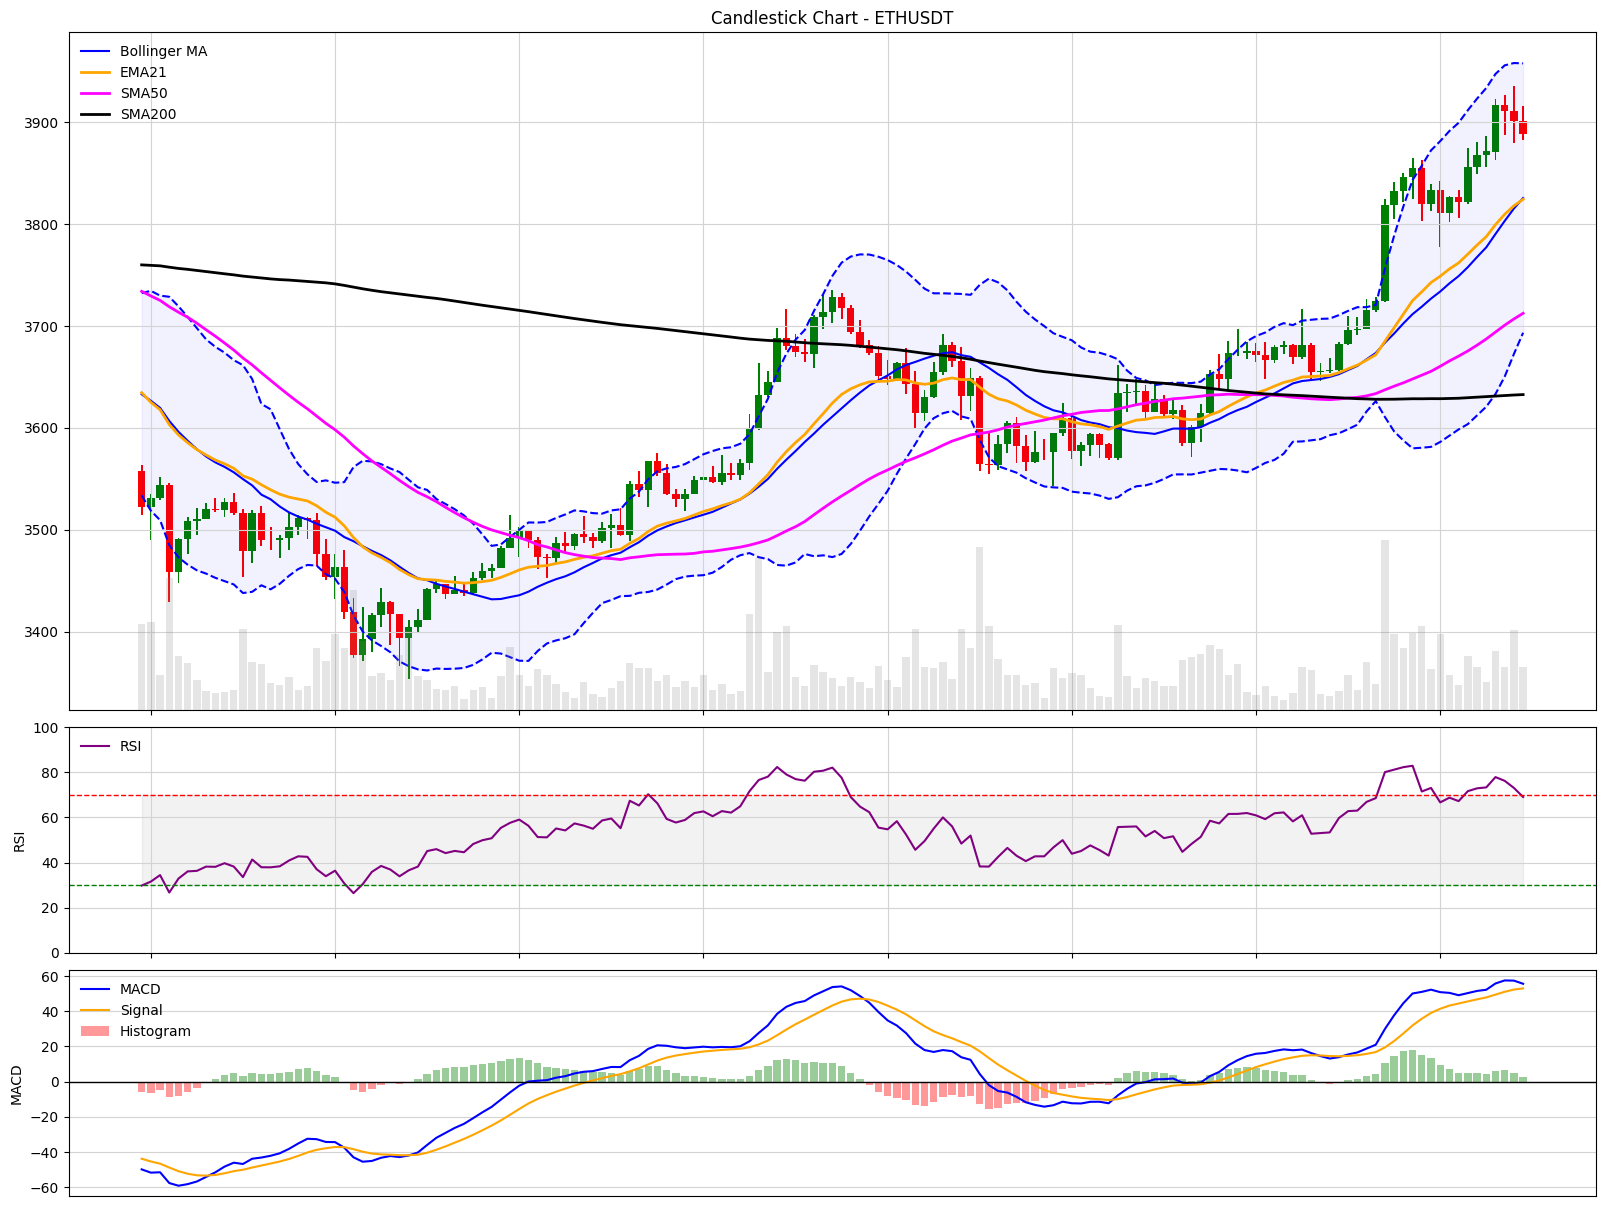 Candlestick Chart - ETHUSDT
Bollinger MA
EMA21
SMA50
SMA200
3900
3800
3700
3600
3500
3400
RSI
100
80
60
40
20
0
RSI
MACD
Signal
Histogram
60
40
20
0
−20
−40
−60
MACD